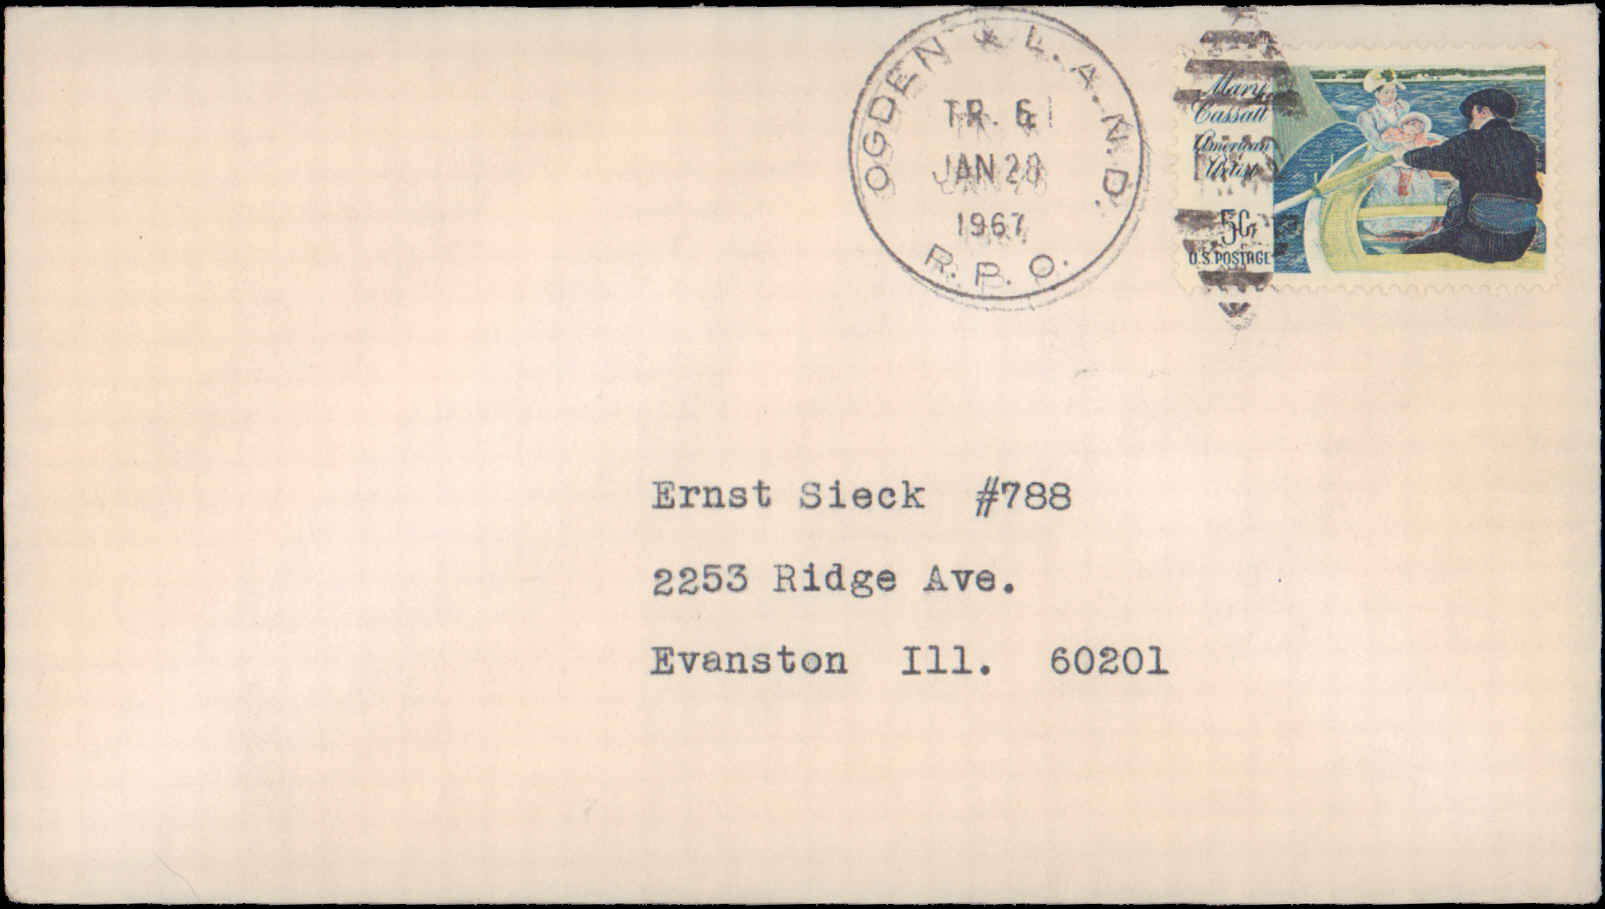 OGDEN & L.A.N.D.
TR. 6
JAN 28
1967
R.P.O.
Mary
Cassatt
American
Artist
5c
U.S. POSTAGE
Ernst Sieck #788
2253 Ridge Ave.
Evanston Ill. 60201